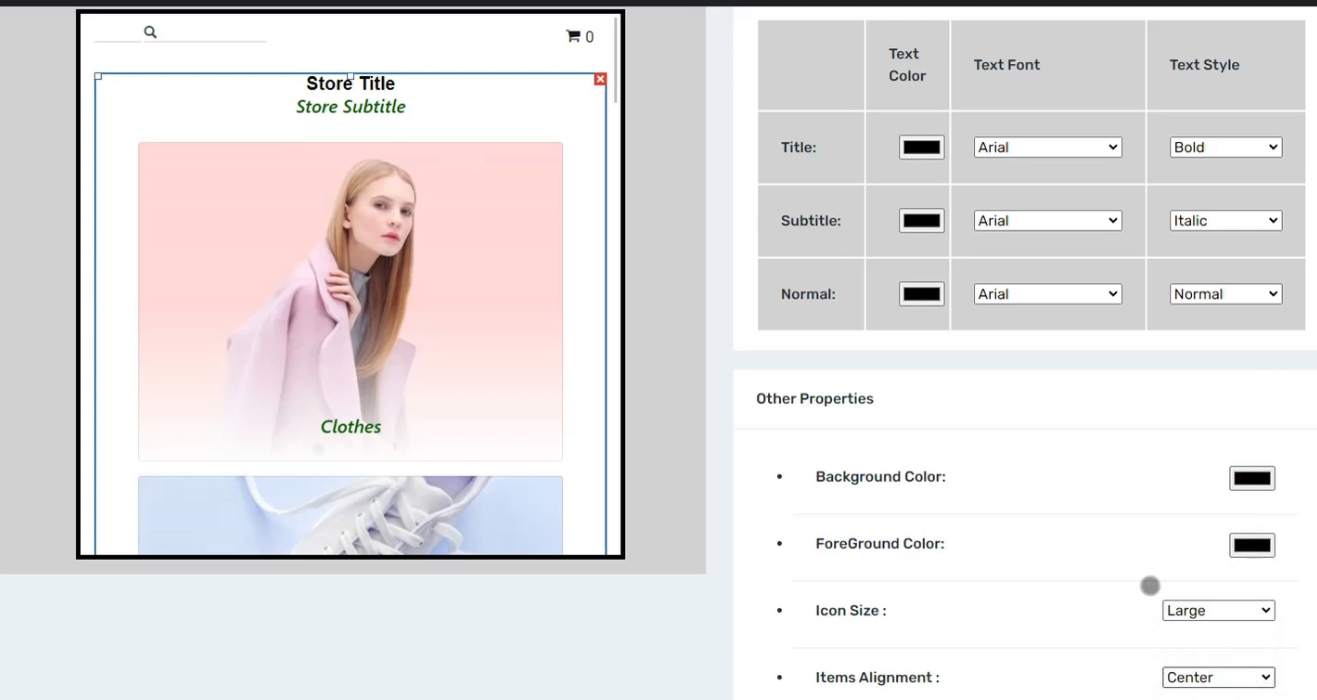 0
Store Title
Store Subtitle
Clothes
Text Color
Text Font
Text Style
Title:
Arial
Bold
Subtitle:
Arial
Italic
Normal:
Arial
Normal
Other Properties
Background Color:
ForeGround Color:
Icon Size :
Large
Items Alignment :
Center